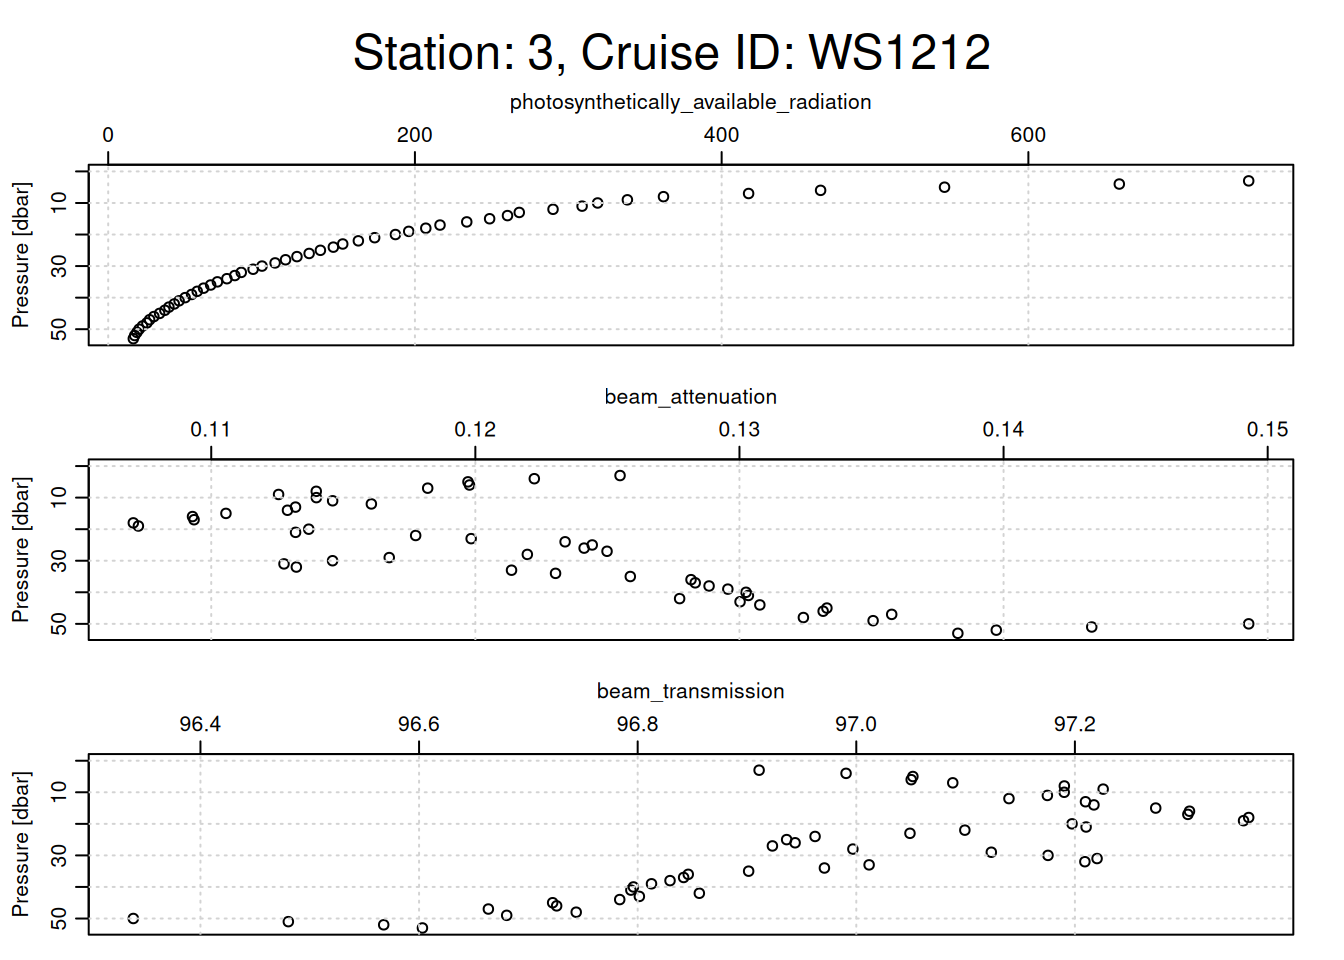 Station: 3, Cruise ID: WS1212
photosynthetically_available_radiation
0 200 400 600
Pressure [dbar]
10
30
50
beam_attenuation
0.11 0.12 0.13 0.14 0.15
Pressure [dbar]
10
30
50
beam_transmission
96.4 96.6 96.8 97.0 97.2
Pressure [dbar]
10
30
50